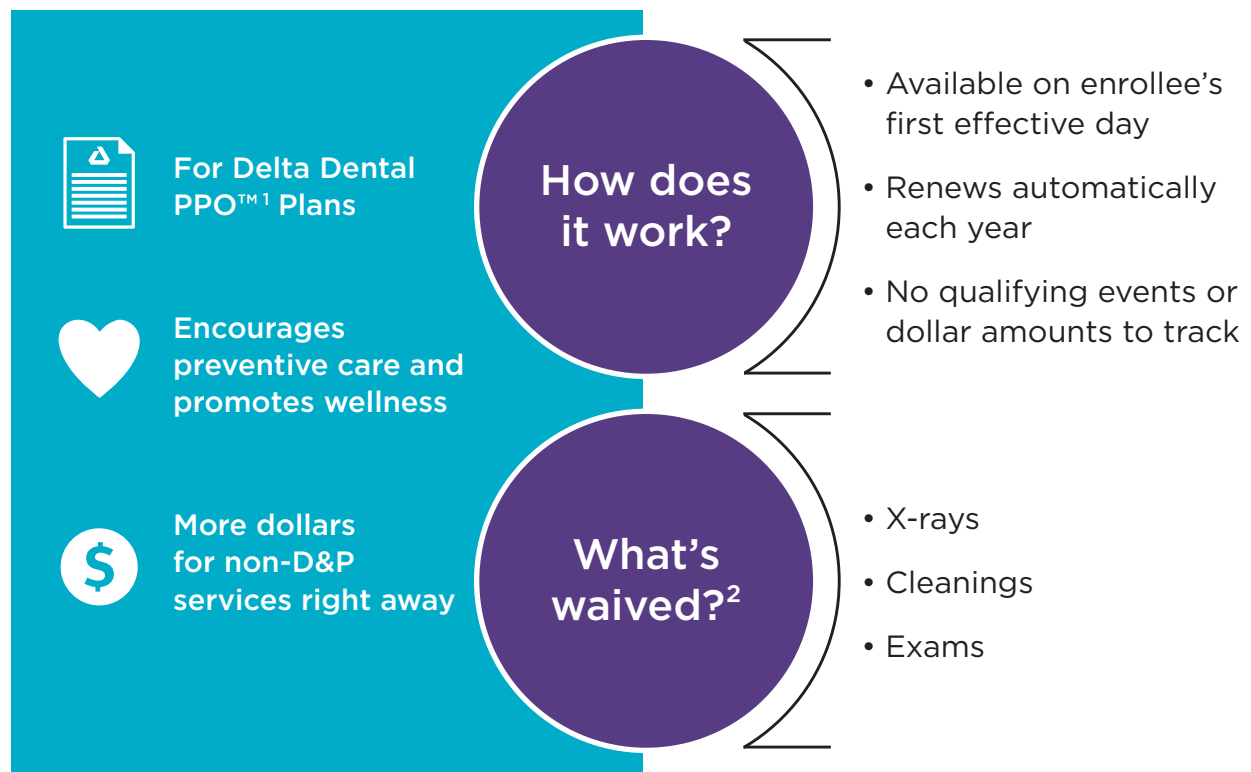 For Delta Dental
PPO™ 1 Plans
Encourages
preventive care and
promotes wellness
More dollars
for non-D&P
services right away
How does
it work?
• Available on enrollee’s
first effective day
• Renews automatically
each year
• No qualifying events or
dollar amounts to track
What’s
waived?2
• X-rays
• Cleanings
• Exams